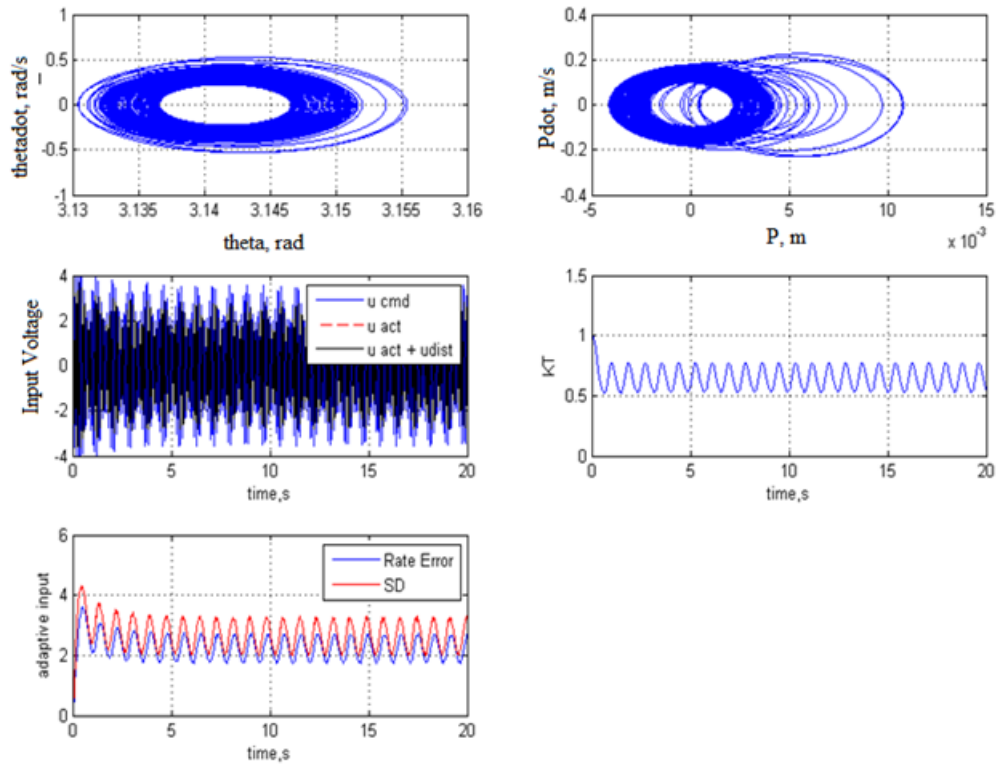 1
0.5
0
-0.5
-1
thetadot, rad/s
3.13 3.135 3.14 3.145 3.15 3.155 3.16
theta, rad
0.4
0.2
0
-0.2
-0.4
Pdot, m/s
-5 0 5 10 15
P, m
x 10-3
4
2
0
-2
-4
Input Voltage
u cmd
u act
u act + udist
0 5 10 15 20
time,s
1.5
1
0.5
0
KT
0 5 10 15 20
time,s
6
4
2
0
adaptive input
Rate Error
SD
0 5 10 15 20
time,s